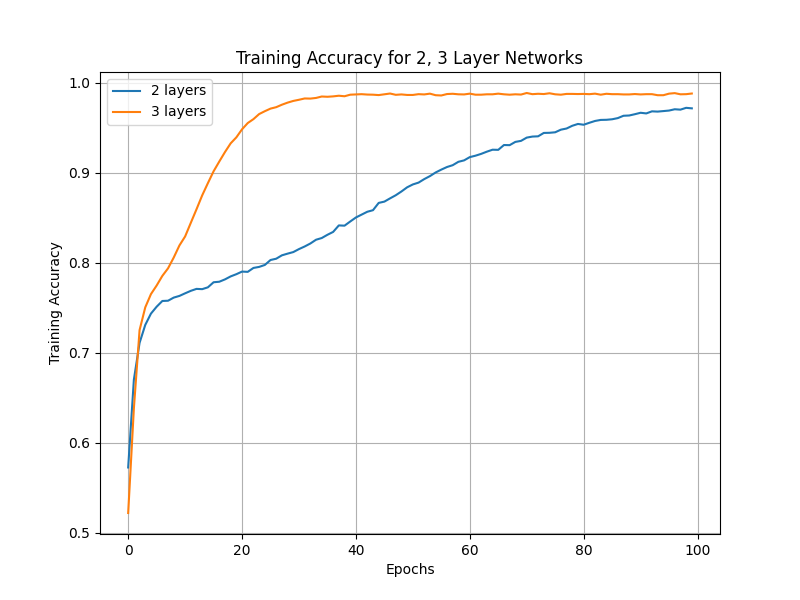 Training Accuracy for 2, 3 Layer Networks
2 layers
3 layers
Training Accuracy
1.0
0.9
0.8
0.7
0.6
0.5
0
20
40
60
80
100
Epochs